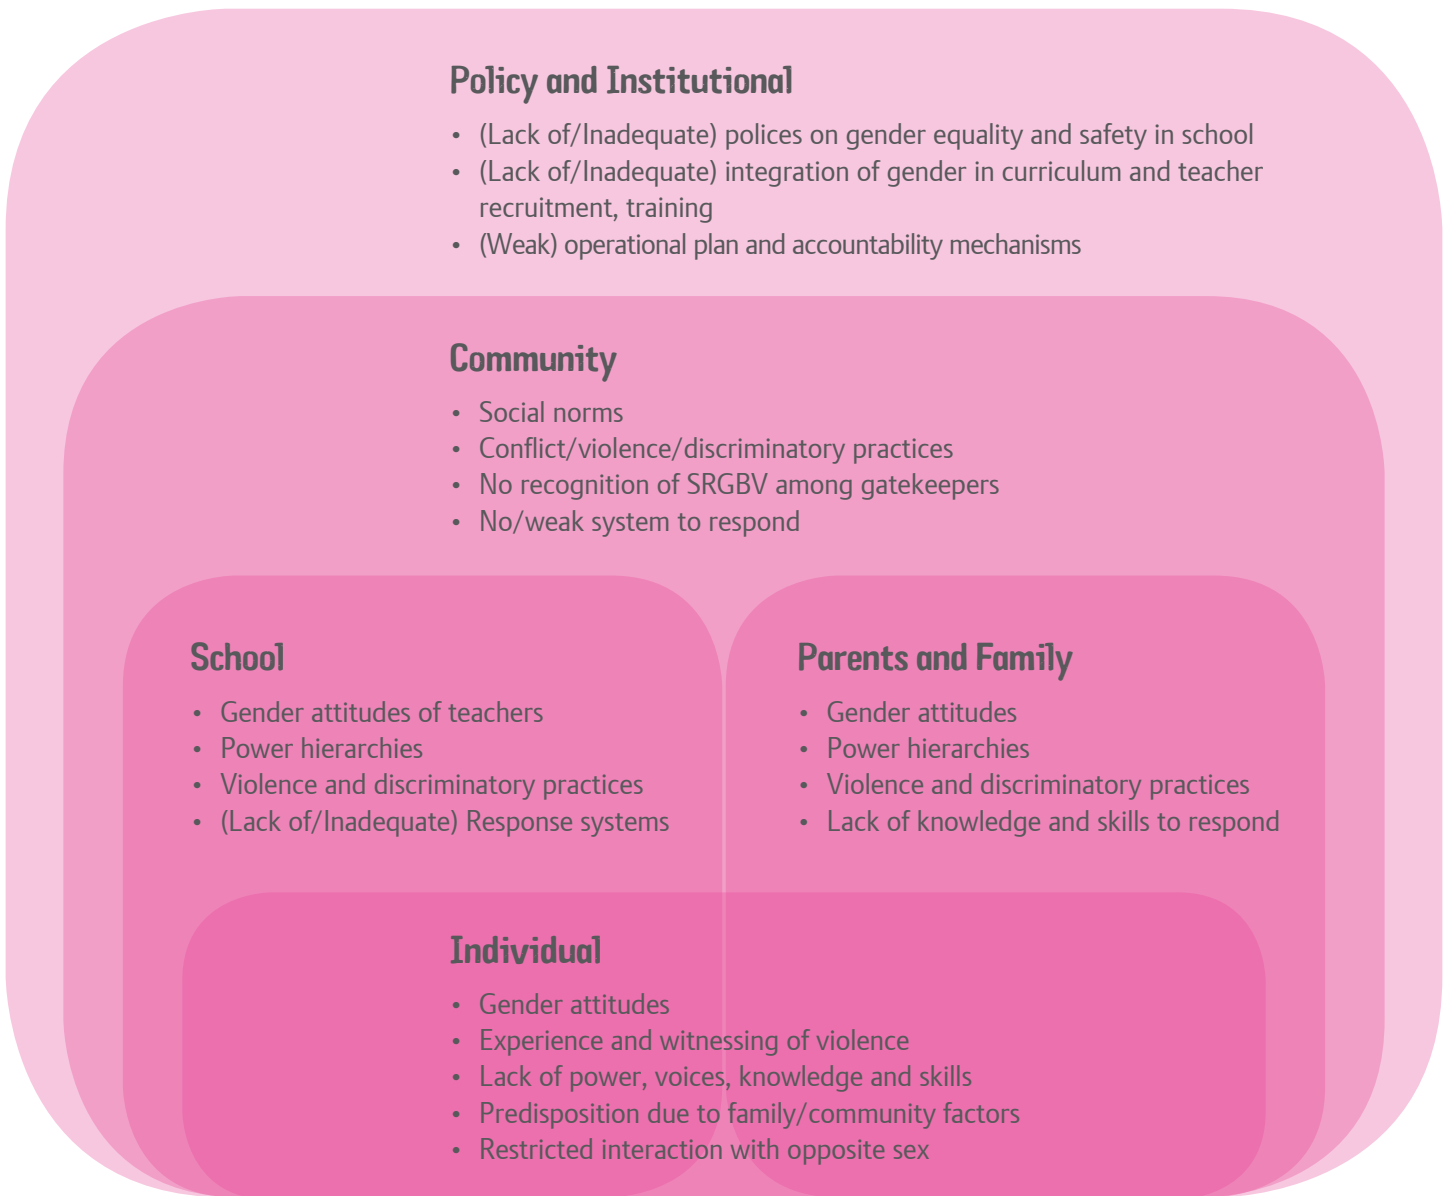 Policy and Institutional
• (Lack of/Inadequate) polices on gender equality and safety in school
• (Lack of/Inadequate) integration of gender in curriculum and teacher
recruitment, training
• (Weak) operational plan and accountability mechanisms
Community
• Social norms
• Conflict/violence/discriminatory practices
• No recognition of SRGBV among gatekeepers
• No/weak system to respond
School
• Gender attitudes of teachers
• Power hierarchies
• Violence and discriminatory practices
• (Lack of/Inadequate) Response systems
Parents and Family
• Gender attitudes
• Power hierarchies
• Violence and discriminatory practices
• Lack of knowledge and skills to respond
Individual
• Gender attitudes
• Experience and witnessing of violence
• Lack of power, voices, knowledge and skills
• Predisposition due to family/community factors
• Restricted interaction with opposite sex